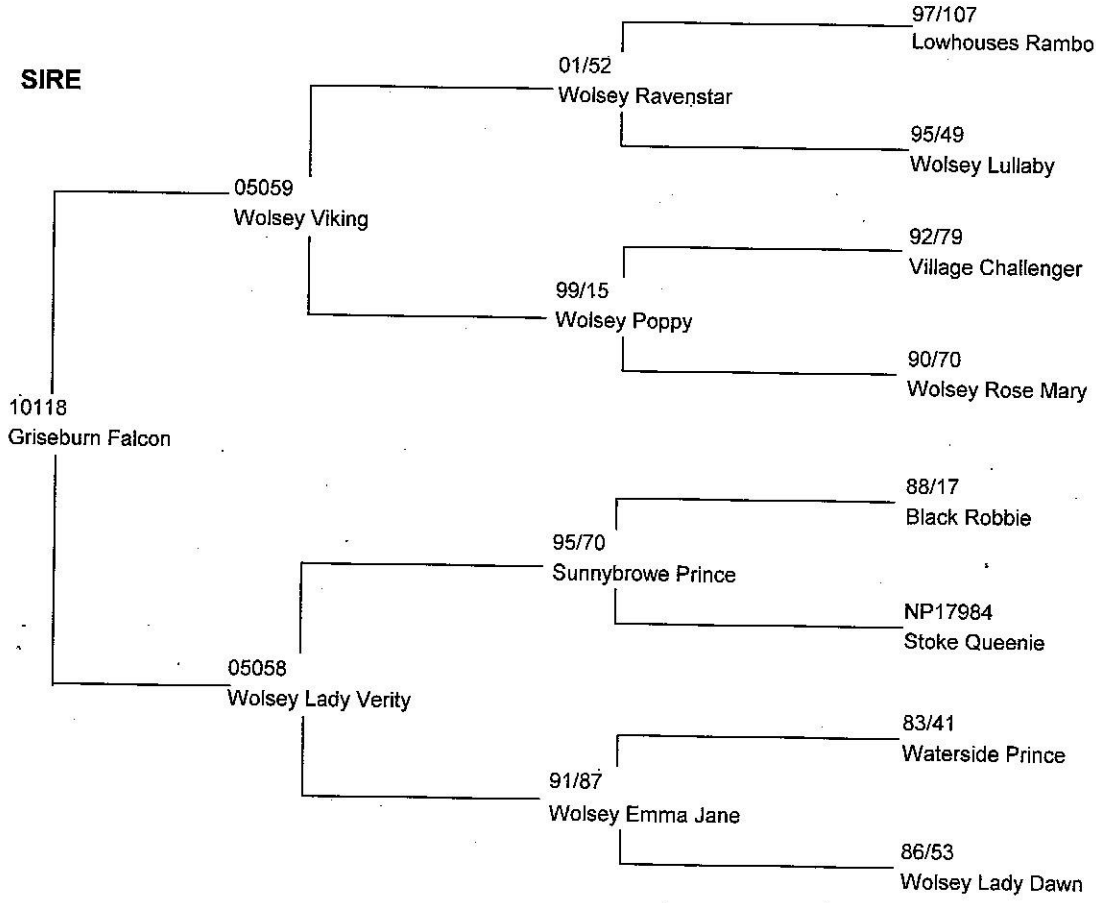 97/107
Lowhouses Rambo
SIRE
01/52
Wolsey Ravenstar
95/49
Wolsey Lullaby
05059
Wolsey Viking
92/79
Village Challenger
99/15
Wolsey Poppy
90/70
Wolsey Rose Mary
10118
Griseburn Falcon
88/17
Black Robbie
95/70
Sunnybrowe Prince
NP17984
Stoke Queenie
05058
Wolsey Lady Verity
83/41
Waterside Prince
91/87
Wolsey Emma Jane
86/53
Wolsey Lady Dawn